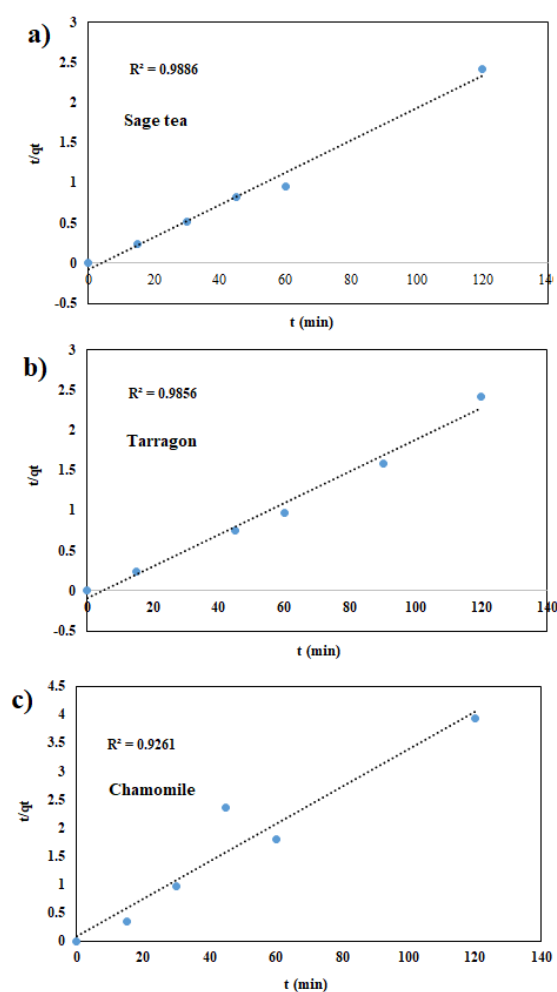 a)
3
R² = 0.9886
2.5
2
Sage tea
1.5
t/qt
1
0.5
0
0 20 40 60 80 100 120 140
-0.5
t (min)
b)
3
R² = 0.9856
2.5
2
Tarragon
1.5
t/qt
1
0.5
0
0 20 40 60 80 100 120 140
-0.5
t (min)
c)
4.5
4
R² = 0.9261
3.5
3
Chamomile
2.5
t/qt
2
1.5
1
0.5
0
0 20 40 60 80 100 120 140
t (min)